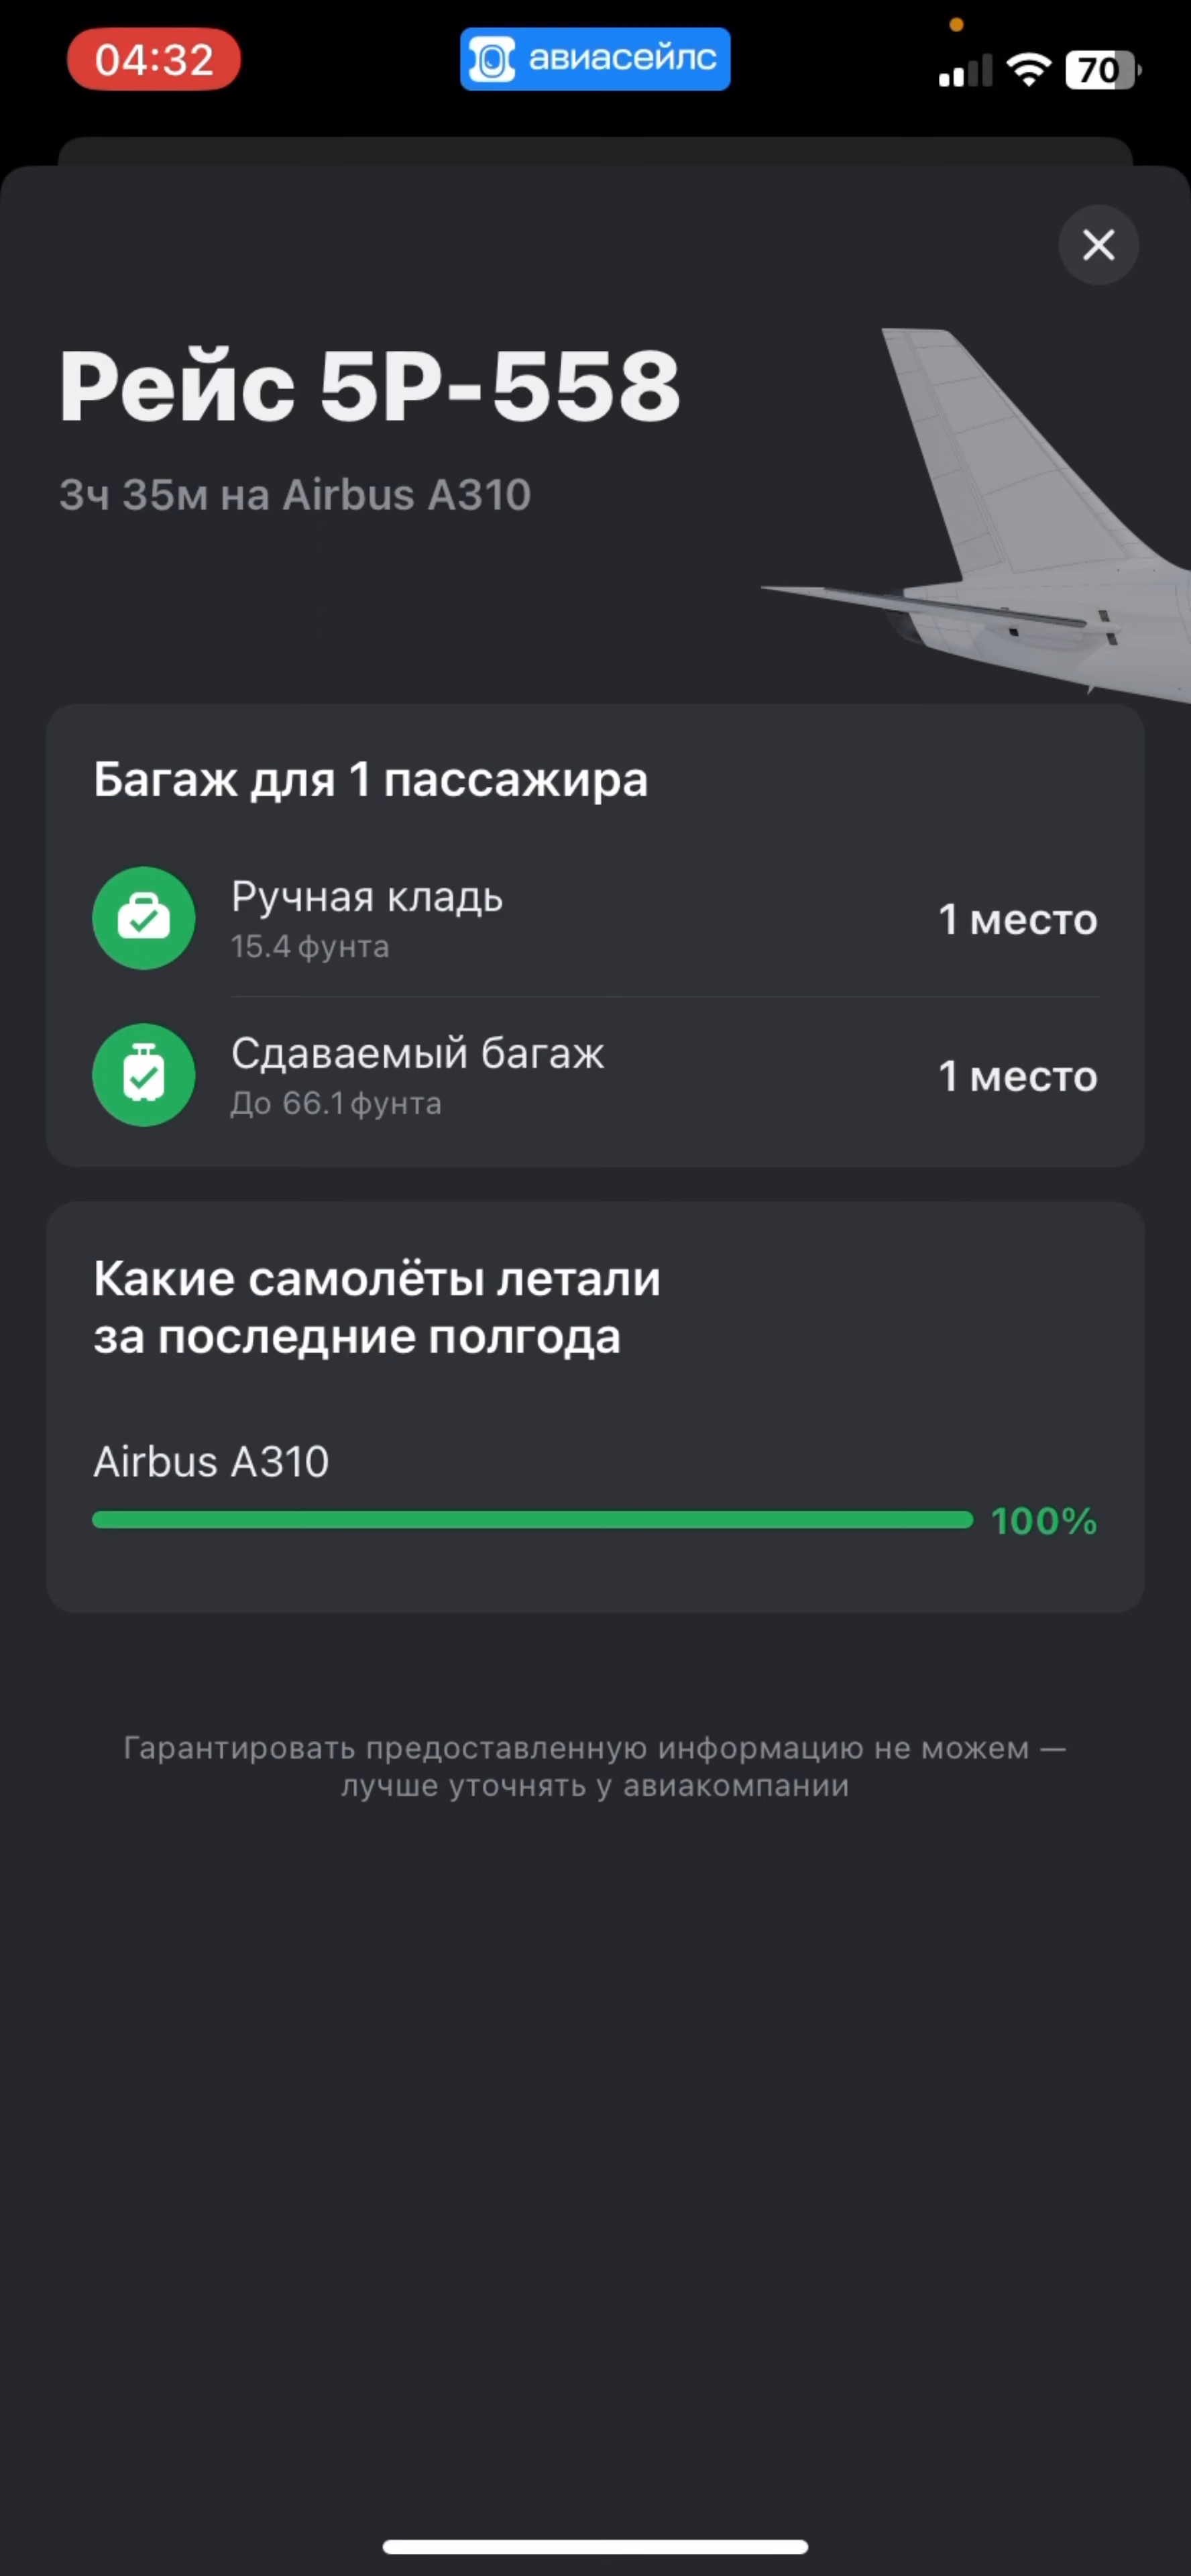 04:32
авиасейлс
70
Рейс 5P-558
3ч 35м на Airbus A310
Багаж для 1 пассажира
Ручная кладь
15.4 фунта
1 место
Сдаваемый багаж
До 66.1 фунта
1 место
Какие самолёты летали
за последние полгода
Airbus A310
100%
Гарантировать предоставленную информацию не можем —
лучше уточнять у авиакомпании